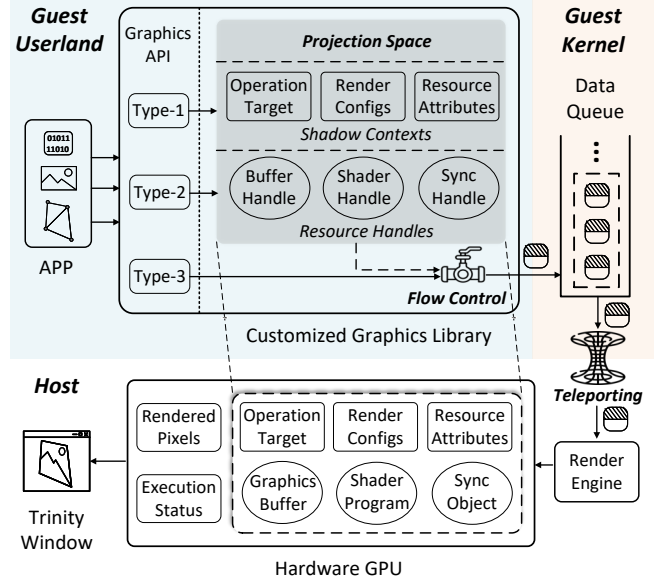 Guest
Userland
Graphics
API
Projection Space
Guest
Kernel
Operation
Target
Render
Configs
Resource
Attributes
Shadow Contexts
Type-1
Data
Queue
01011
11010
APP
Type-2
Buffer
Handle
Shader
Handle
Sync
Handle
Resource Handles
Type-3
Flow Control
Customized Graphics Library
Teleporting
Host
Rendered
Pixels
Operation
Target
Render
Configs
Resource
Attributes
Render
Engine
Execution
Status
Graphics
Buffer
Shader
Program
Sync
Object
Trinity
Window
Hardware GPU